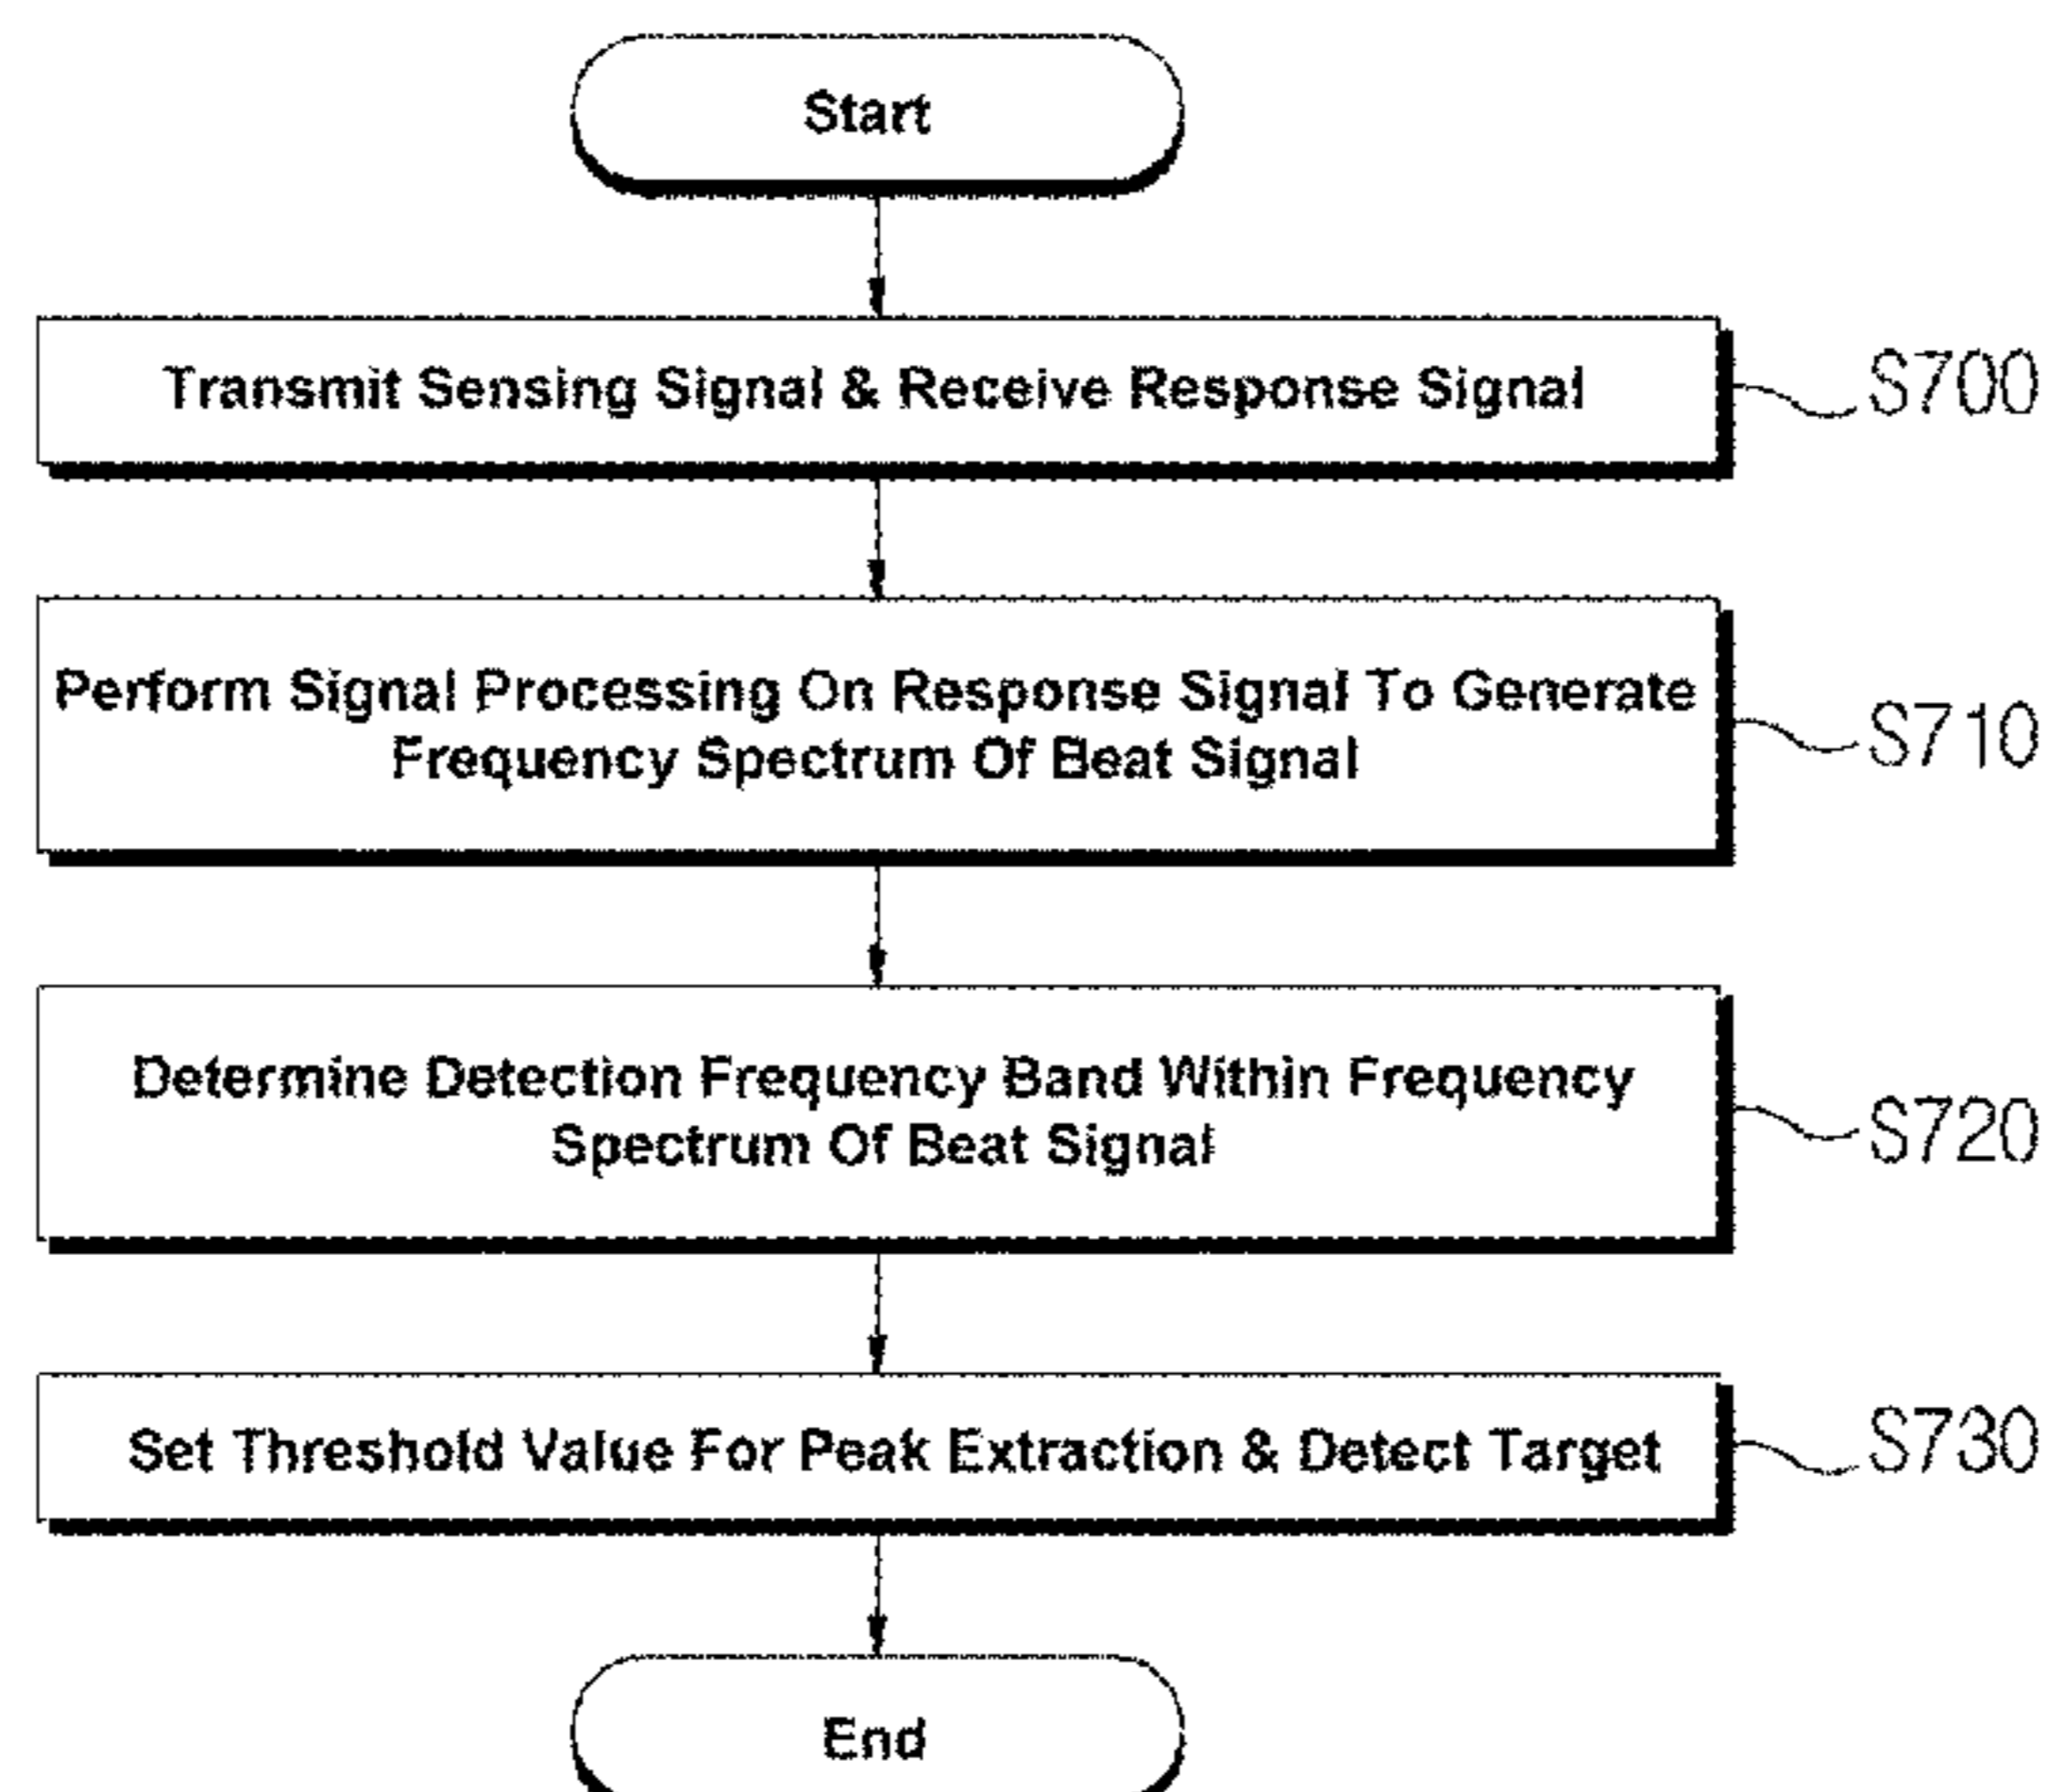 Start
Transmit Sensing Signal & Receive Response Signal
S700
Perform Signal Processing On Response Signal To Generate
Frequency Spectrum Of Beat Signal
S710
Determine Detection Frequency Band Within Frequency
Spectrum Of Beat Signal
S720
Set Threshold Value For Peak Extraction & Detect Target
S730
End